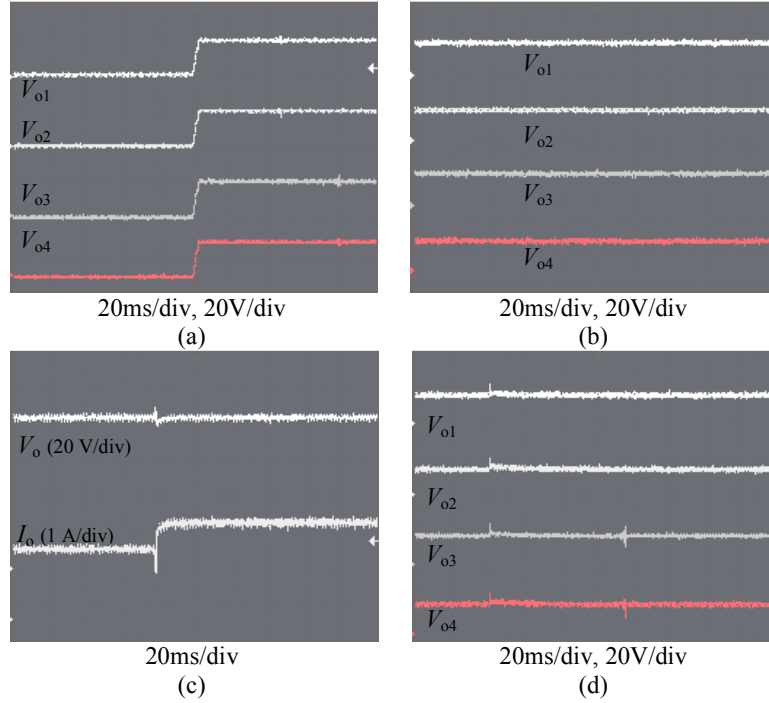 Vo1
Vo2
Vo3
Vo4
20ms/div, 20V/div
(a)
Vo1
Vo2
Vo3
Vo4
20ms/div, 20V/div
(b)
Vo (20 V/div)
Io (1 A/div)
20ms/div
(c)
Vo1
Vo2
Vo3
Vo4
20ms/div, 20V/div
(d)